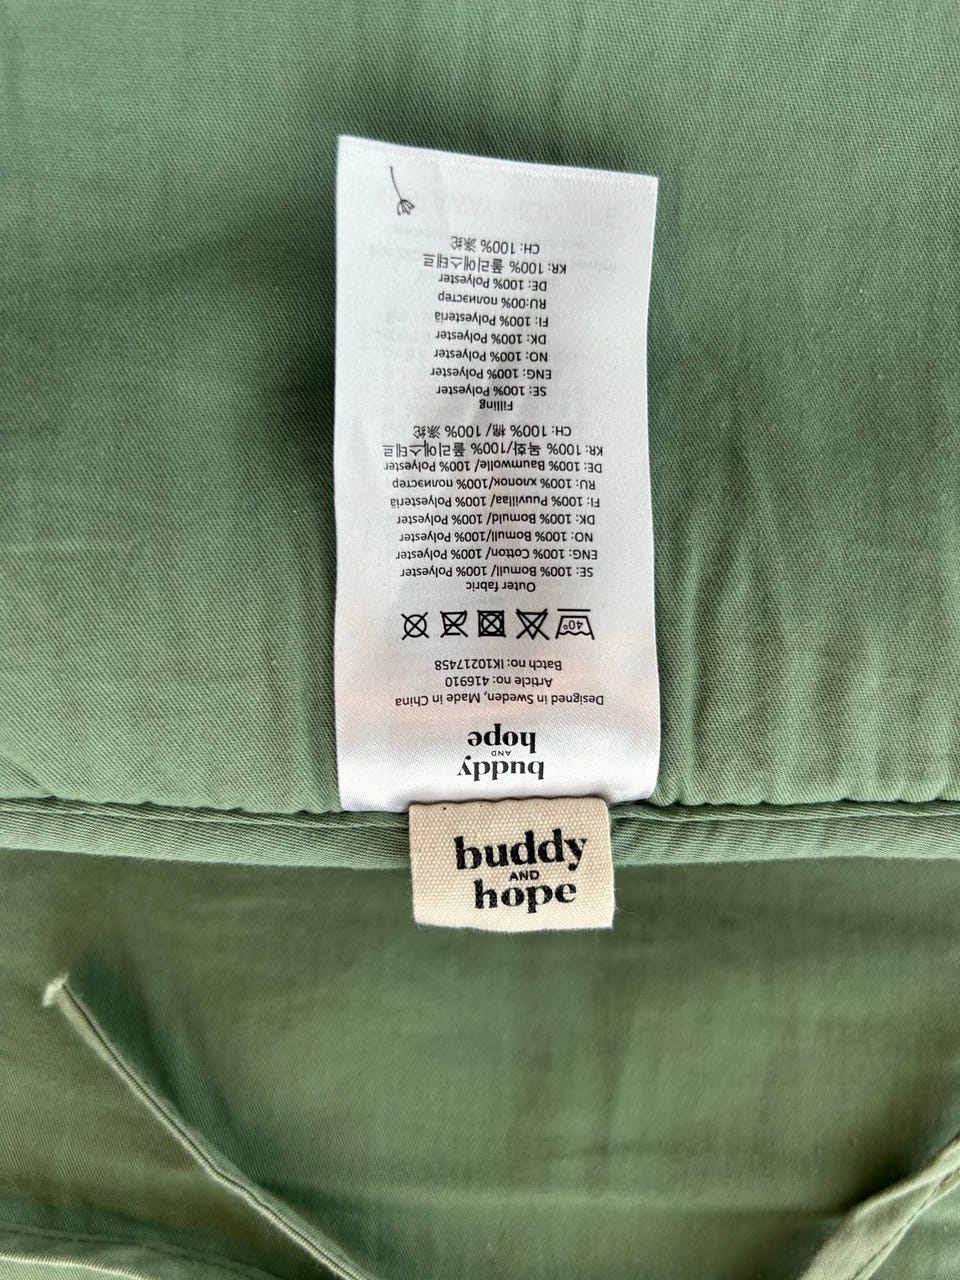 buddy
AND
hope
Designed in Sweden, Made in China
Article no: 416910
Batch no: IK10217458
40°
Outer fabric
SE: 100% Bomull/ 100% Polyester
ENG: 100% Cotton/ 100% Polyester
NO: 100% Bomull/100% Polyester
DK: 100% Bomuld/ 100% Polyester
FI: 100% Puuvillaa/ 100% Polyesteria
RU: 100% хлопок/100% полиэстер
DE: 100% Baumwolle/ 100% Polyester
KR: 100% 목화/100% 폴리에스테르
CH: 100% 棉/ 100% 涤纶
Filling
SE: 100% Polyester
ENG: 100% Polyester
NO: 100% Polyester
DK: 100% Polyester
FI: 100% Polyesteria
RU:00% полиэстер
DE: 100% Polyester
KR: 100% 폴리에스테르
CH: 100% 涤纶
buddy
AND
hope